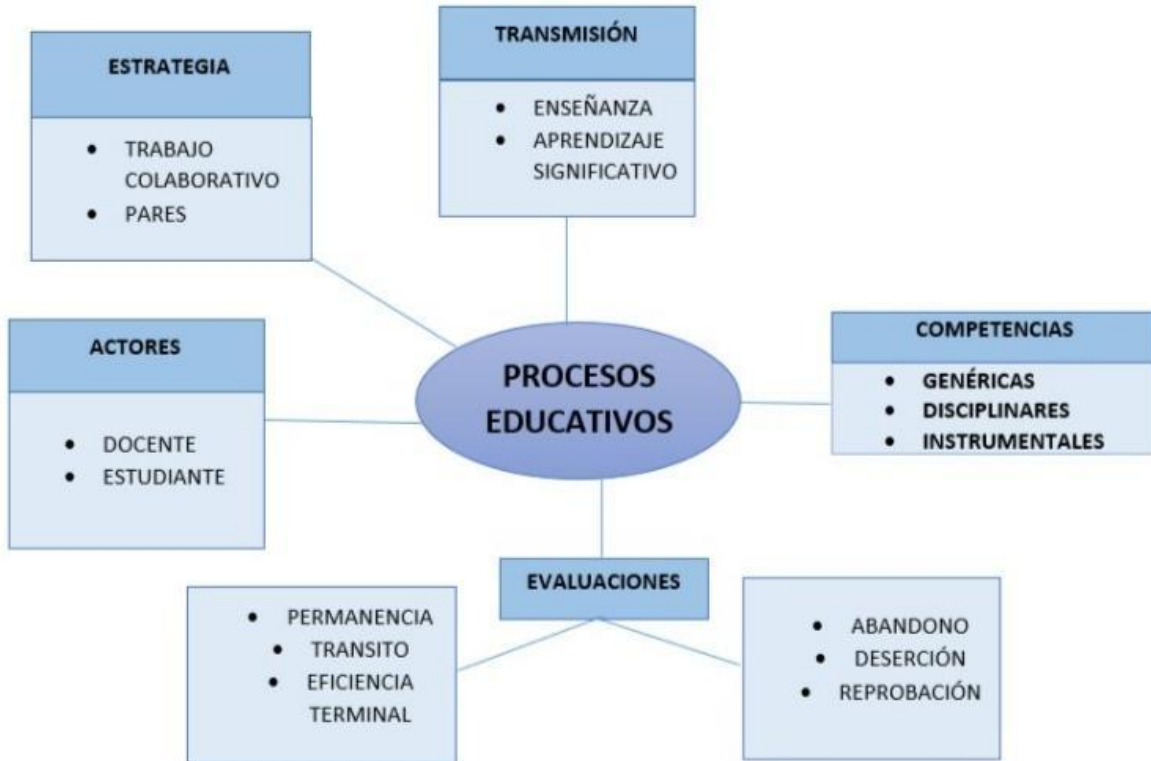 TRANSMISIÓN
• ENSEÑANZA
• APRENDIZAJE
SIGNIFICATIVO
ESTRATEGIA
• TRABAJO
COLABORATIVO
• PARES
ACTORES
• DOCENTE
• ESTUDIANTE
PROCESOS
EDUCATIVOS
COMPETENCIAS
• GENÉRICAS
• DISCIPLINARES
• INSTRUMENTALES
EVALUACIONES
• PERMANENCIA
• TRANSITO
• EFICIENCIA
TERMINAL
• ABANDONO
• DESERCIÓN
• REPROBACIÓN